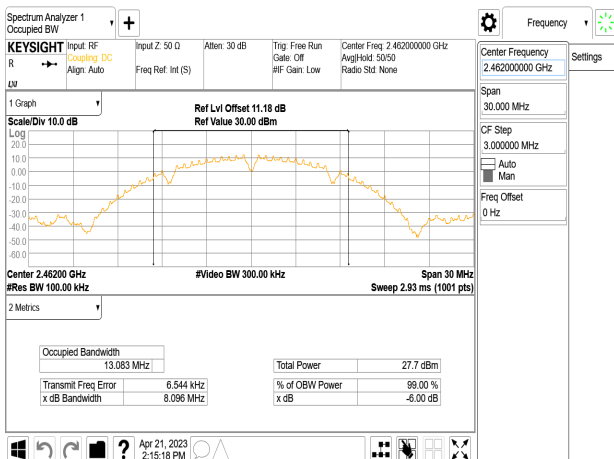 Spectrum Analyzer 1
Occupied BW
Frequency
KEYSIGHT
R
LXI
Input: RF
Coupling: DC
Align: Auto
Input Z: 50 Ω
Freq Ref: Int (S)
Atten: 30 dB
Trig: Free Run
Gate: Off
#IF Gain: Low
Center Freq: 2.462000000 GHz
Avg|Hold: 50/50
Radio Std: None
Center Frequency
2.462000000 GHz
Settings
Span
30.000 MHz
CF Step
3.000000 MHz
Auto
Man
Freq Offset
0 Hz
1 Graph
Scale/Div 10.0 dB
Ref Lvl Offset 11.18 dB
Ref Value 30.00 dBm
Log
20.0
10.0
0.00
-10.0
-20.0
-30.0
-40.0
-50.0
-60.0
Center 2.46200 GHz
#Video BW 300.00 kHz
Span 30 MHz
#Res BW 100.00 kHz
Sweep 2.93 ms (1001 pts)
2 Metrics
Occupied Bandwidth
13.083 MHz
Total Power 27.7 dBm
Transmit Freq Error 6.544 kHz
% of OBW Power 99.00 %
x dB Bandwidth 8.096 MHz
x dB -6.00 dB
?
Apr 21, 2023
2:15:18 PM